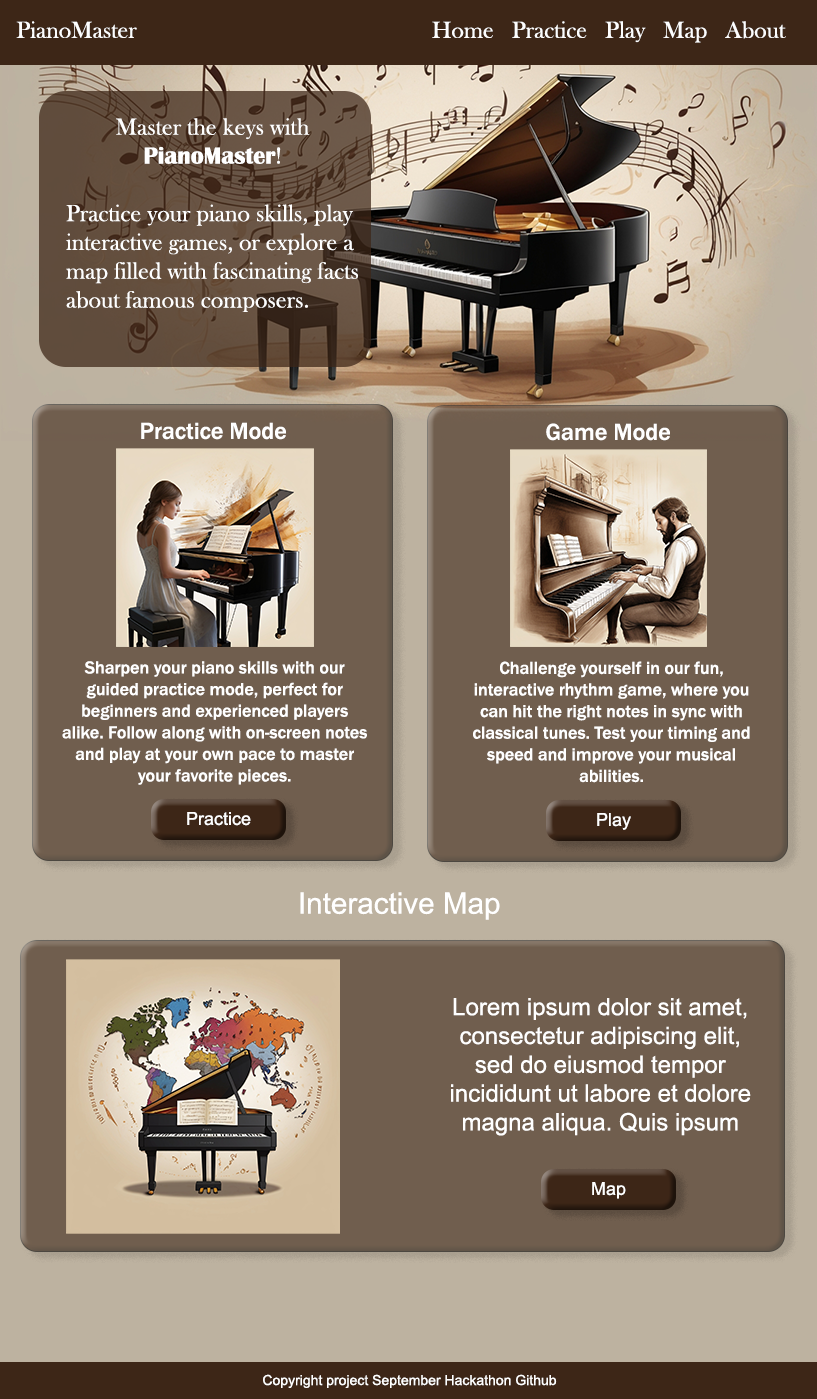 PianoMaster
Home Practice Play Map About
Master the keys with
PianoMaster!
Practice your piano skills, play
interactive games, or explore a
map filled with fascinating facts
about famous composers.
Practice Mode
Sharpen your piano skills with our
guided practice mode, perfect for
beginners and experienced players
alike. Follow along with on-screen notes
and play at your own pace to master
your favorite pieces.
Practice
Game Mode
Challenge yourself in our fun,
interactive rhythm game, where you
can hit the right notes in sync with
classical tunes. Test your timing and
speed and improve your musical
abilities.
Play
Interactive Map
Lorem ipsum dolor sit amet,
consectetur adipiscing elit,
sed do eiusmod tempor
incididunt ut labore et dolore
magna aliqua. Quis ipsum
Map
Copyright project September Hackathon Github